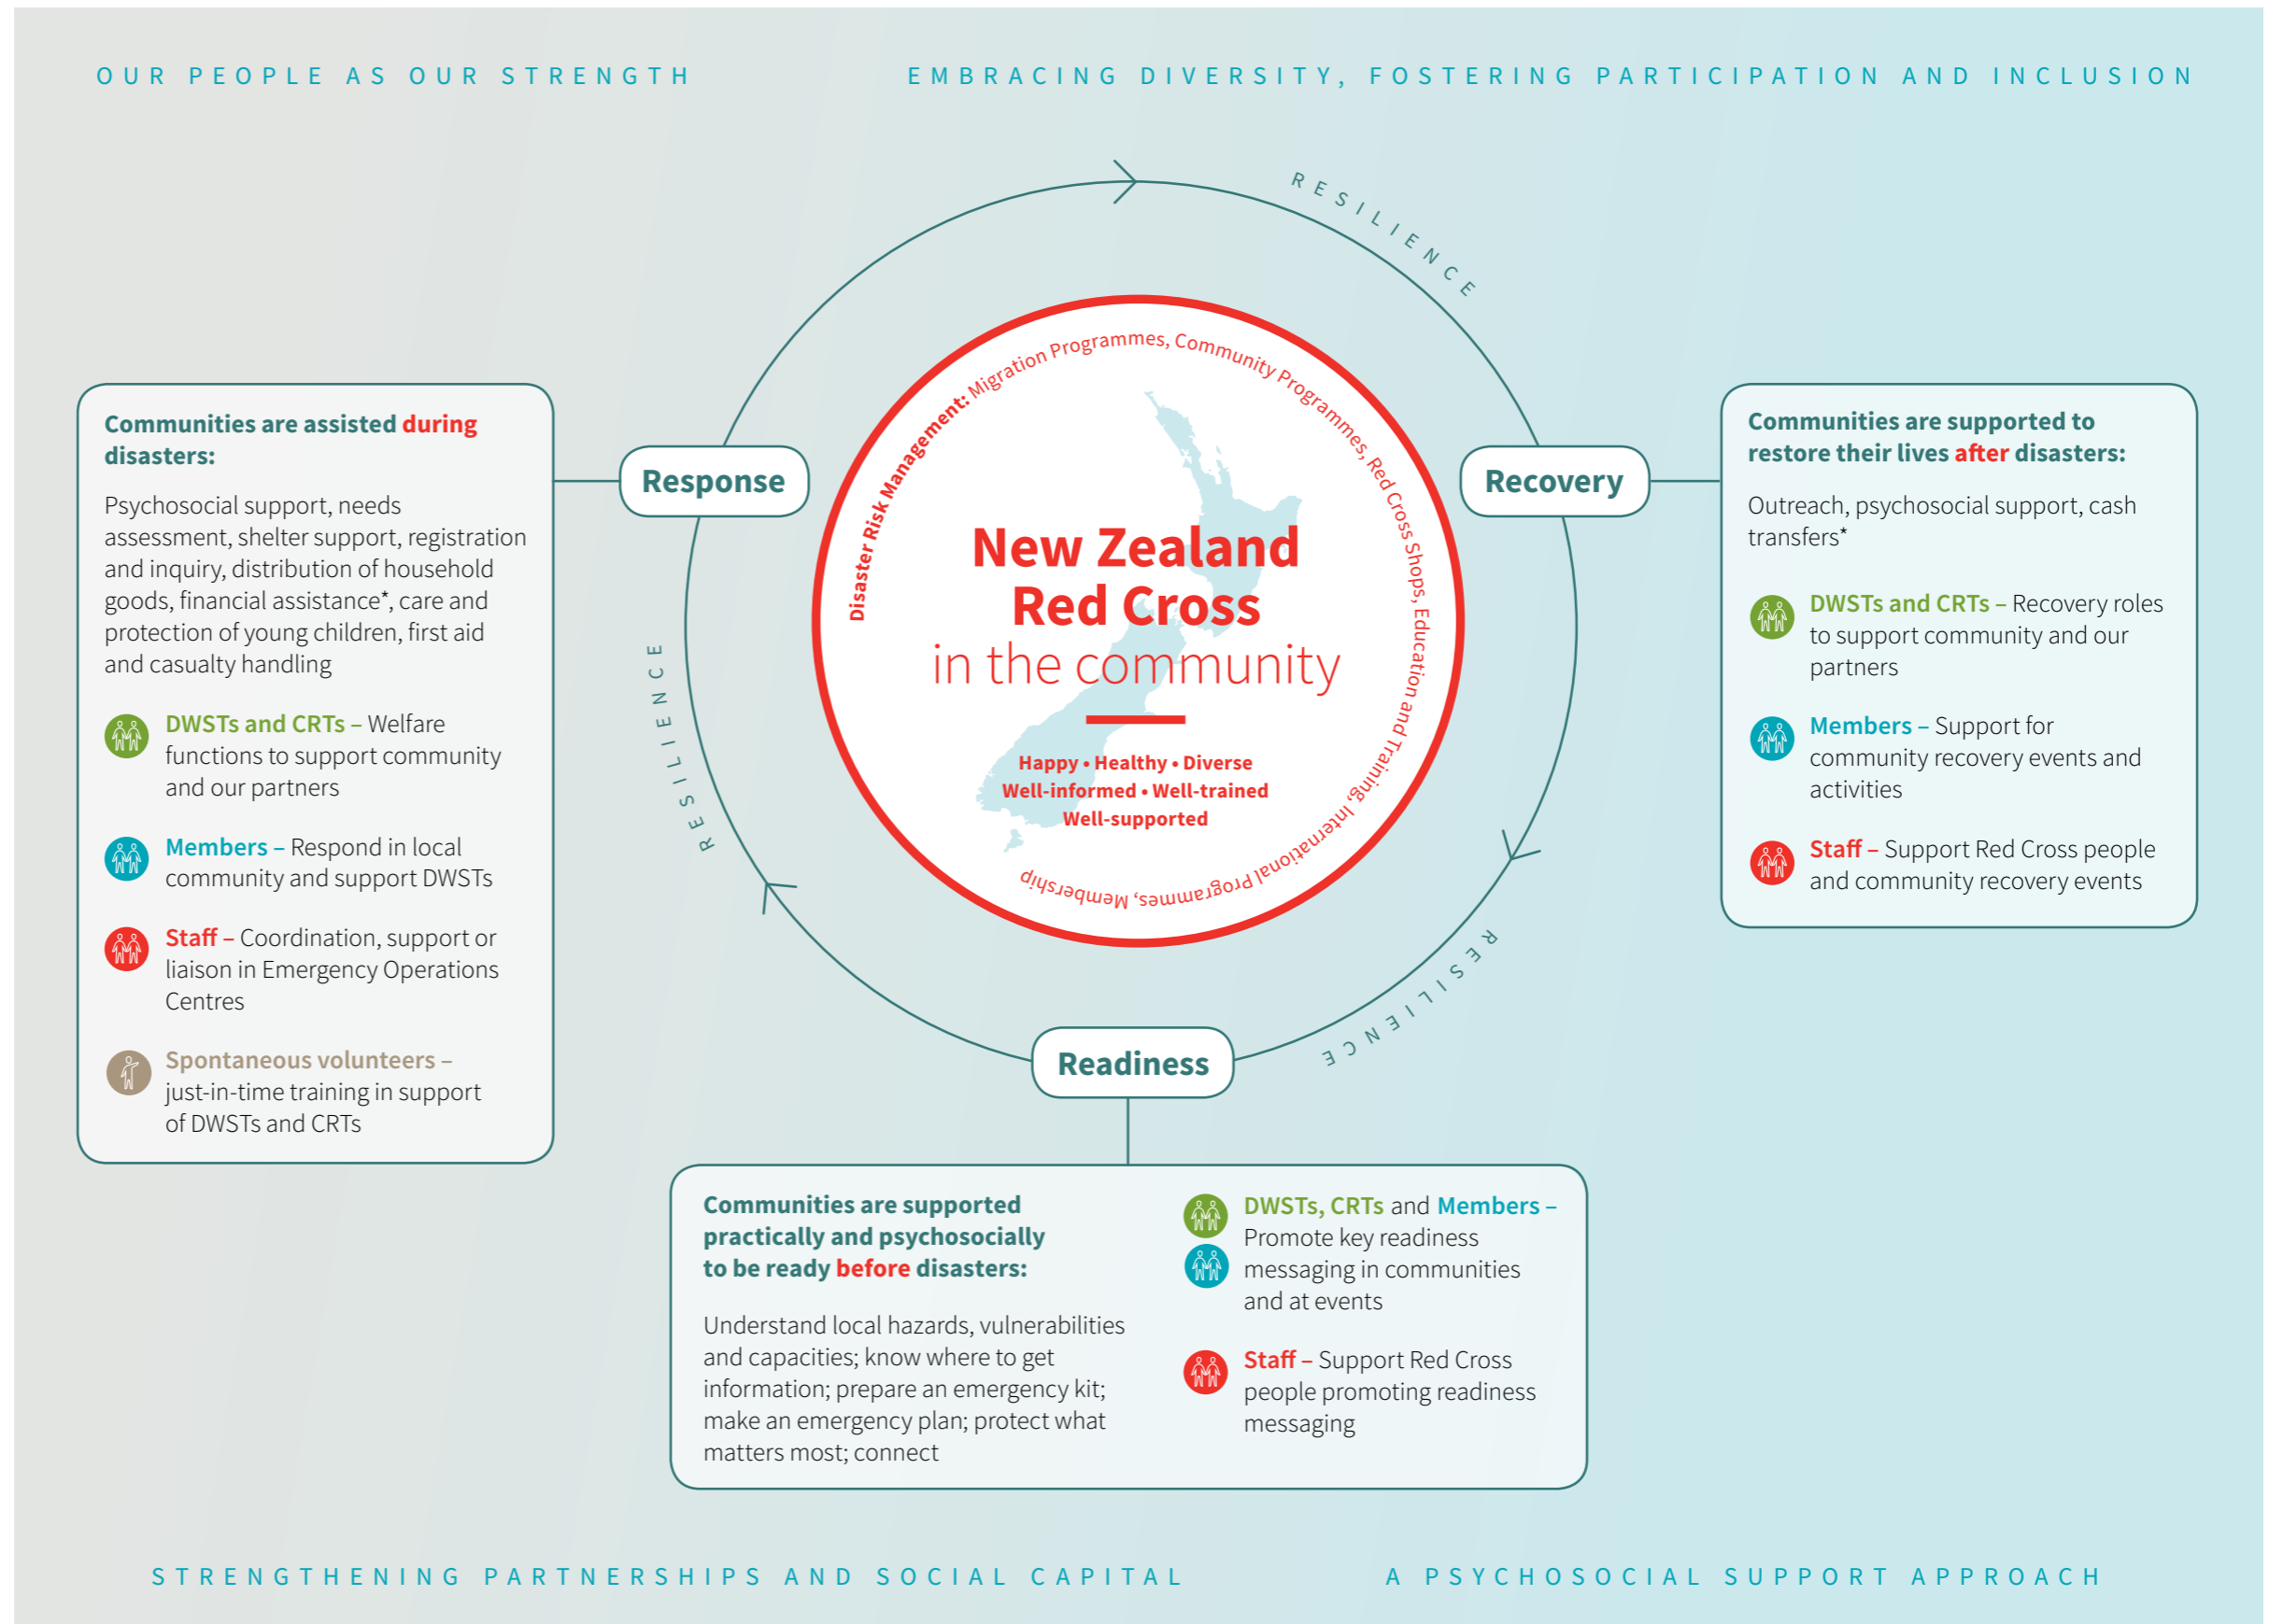 OUR PEOPLE AS OUR STRENGTH
EMBRACING DIVERSITY, FOSTERING PARTICIPATION AND INCLUSION
RESILIENCE
RESILIENCE
RESILIENCE
Disaster Risk Management: Migration Programmes, Community Programmes, Red Cross Shops, Education and Training, International Programmes, Membership
New Zealand
Red Cross
in the community
Happy • Healthy • Diverse
Well-informed • Well-trained
Well-supported
Response
Communities are assisted during
disasters:
Psychosocial support, needs
assessment, shelter support, registration
and inquiry, distribution of household
goods, financial assistance*, care and
protection of young children, first aid
and casualty handling
DWSTs and CRTs – Welfare
functions to support community
and our partners
Members – Respond in local
community and support DWSTs
Staff – Coordination, support or
liaison in Emergency Operations
Centres
Spontaneous volunteers –
just-in-time training in support
of DWSTs and CRTs
Recovery
Communities are supported to
restore their lives after disasters:
Outreach, psychosocial support, cash
transfers*
DWSTs and CRTs – Recovery roles
to support community and our
partners
Members – Support for
community recovery events and
activities
Staff – Support Red Cross people
and community recovery events
Readiness
Communities are supported
practically and psychosocially
to be ready before disasters:
Understand local hazards, vulnerabilities
and capacities; know where to get
information; prepare an emergency kit;
make an emergency plan; protect what
matters most; connect
DWSTs, CRTs and Members –
Promote key readiness
messaging in communities
and at events
Staff – Support Red Cross
people promoting readiness
messaging
STRENGTHENING PARTNERSHIPS AND SOCIAL CAPITAL
A PSYCHOSOCIAL SUPPORT APPROACH